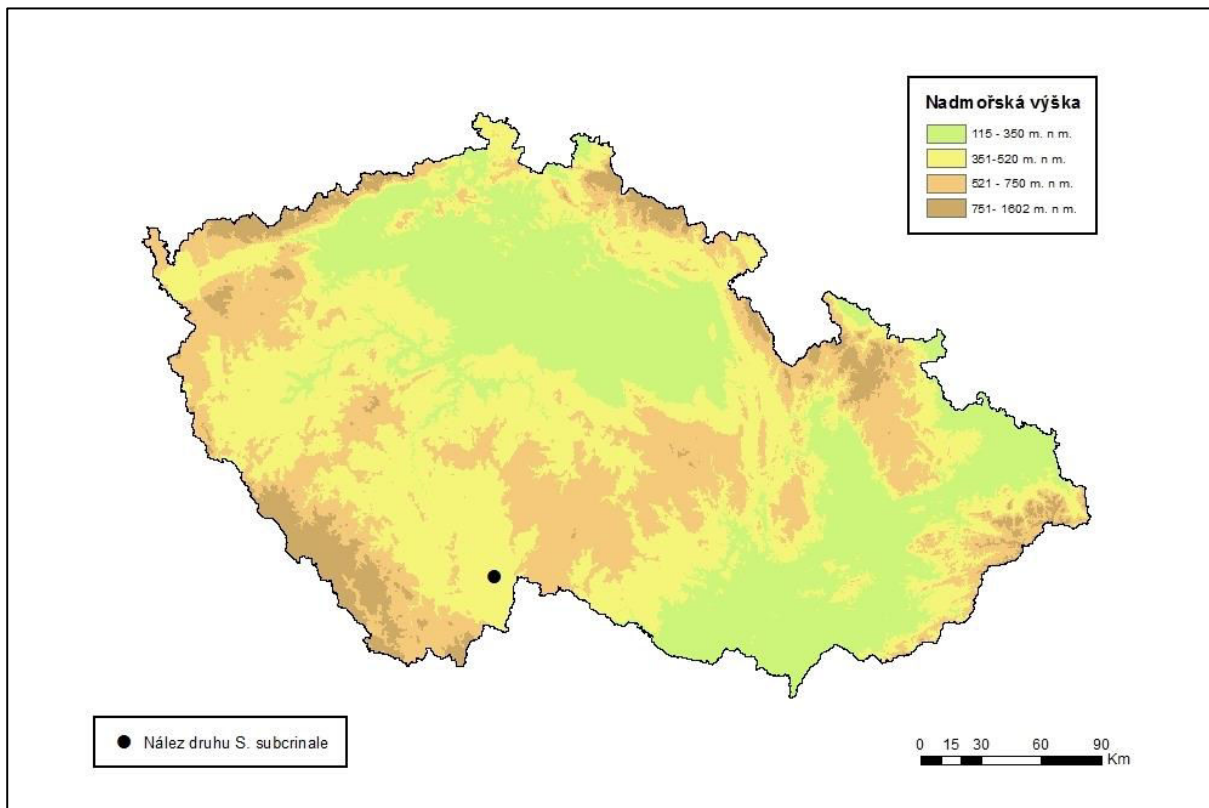 Nadmořská výška
115 - 350 m. n m.
351-520 m. n m.
521 - 750 m. n m.
751- 1602 m. n m.
Nález druhu S. subcrinale
0 15 30 60 90
Km